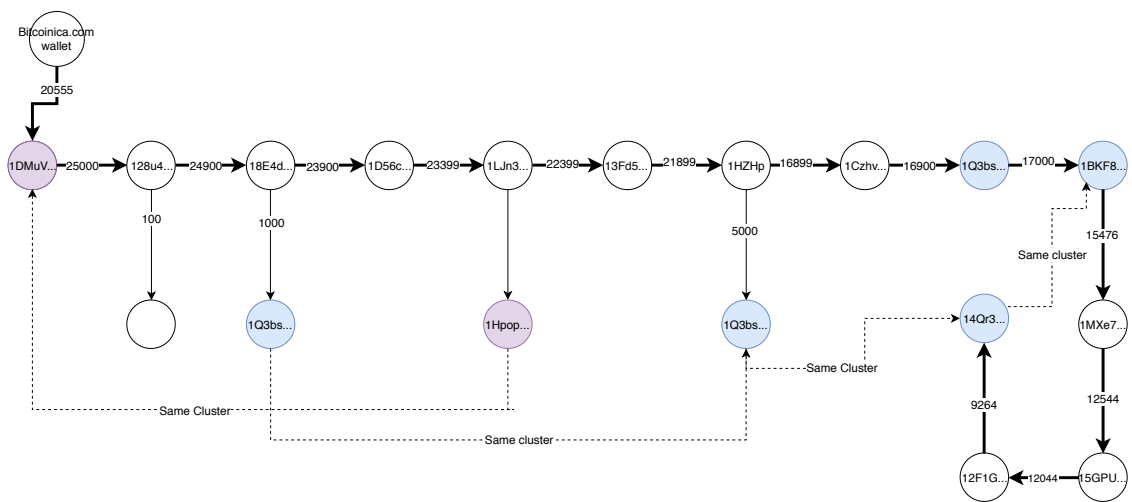 Bitcoinica.com
wallet
20555
1DMuV...
25000
128u4...
24900
18E4d...
23900
1D56c...
23399
1LJn3...
22399
13Fd5...
21899
1HZHp
16899
1Czhv...
16900
1Q3bs...
17000
1BKF8...
100
1000
5000
15476
Same cluster
1Q3bs...
1Hpop...
1Q3bs...
14Qr3...
1MXe7...
Same Cluster
12544
9264
Same Cluster
Same cluster
12F1G...
12044
15GPU...